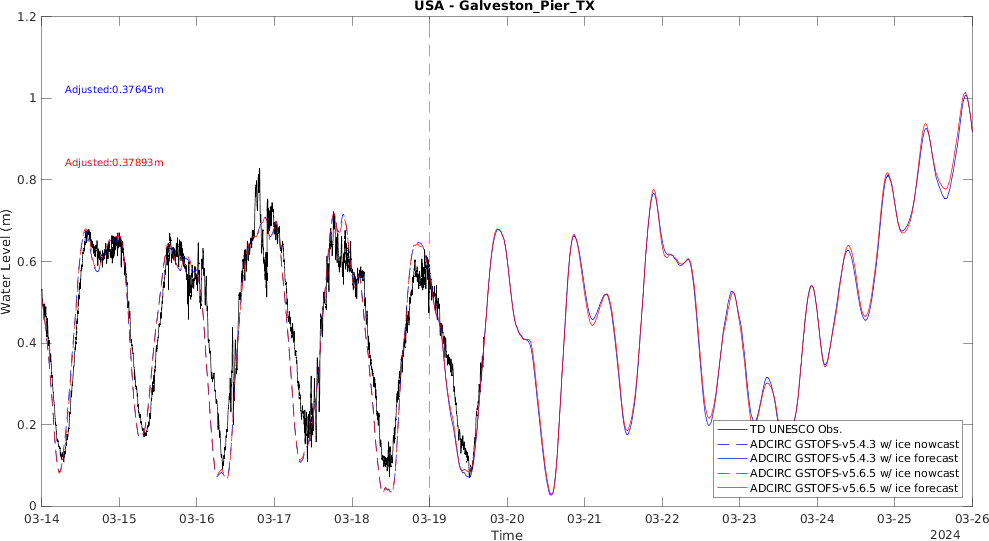 USA - Galveston_Pier_TX
1.2
1
0.8
0.6
0.4
0.2
0
Water Level (m)
Adjusted:0.37645m
Adjusted:0.37893m
TD UNESCO Obs.
ADCIRC GSTOFS-v5.4.3 w/ ice nowcast
ADCIRC GSTOFS-v5.4.3 w/ ice forecast
ADCIRC GSTOFS-v5.6.5 w/ ice nowcast
ADCIRC GSTOFS-v5.6.5 w/ ice forecast
03-14 03-15 03-16 03-17 03-18 03-19 03-20 03-21 03-22 03-23 03-24 03-25 03-26
Time
2024